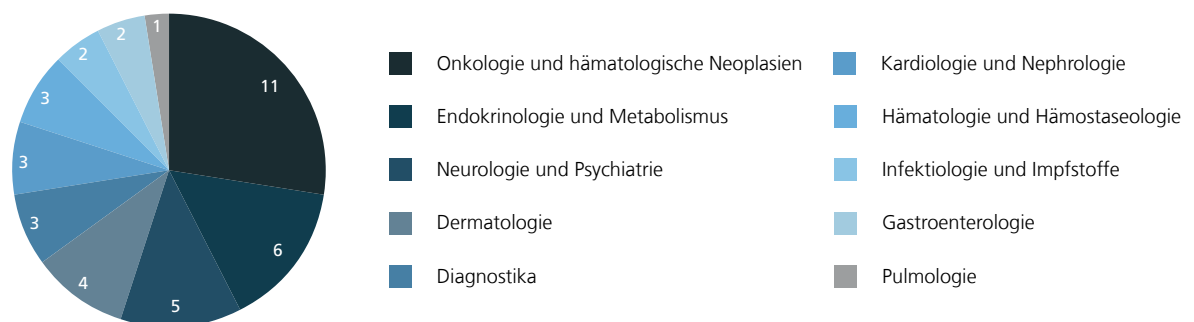 1
2
2
3
3
3
4
5
6
11
Onkologie und hämatologische Neoplasien
Endokrinologie und Metabolismus
Neurologie und Psychiatrie
Dermatologie
Diagnostika
Kardiologie und Nephrologie
Hämatologie und Hämostaseologie
Infektiologie und Impfstoffe
Gastroenterologie
Pulmologie